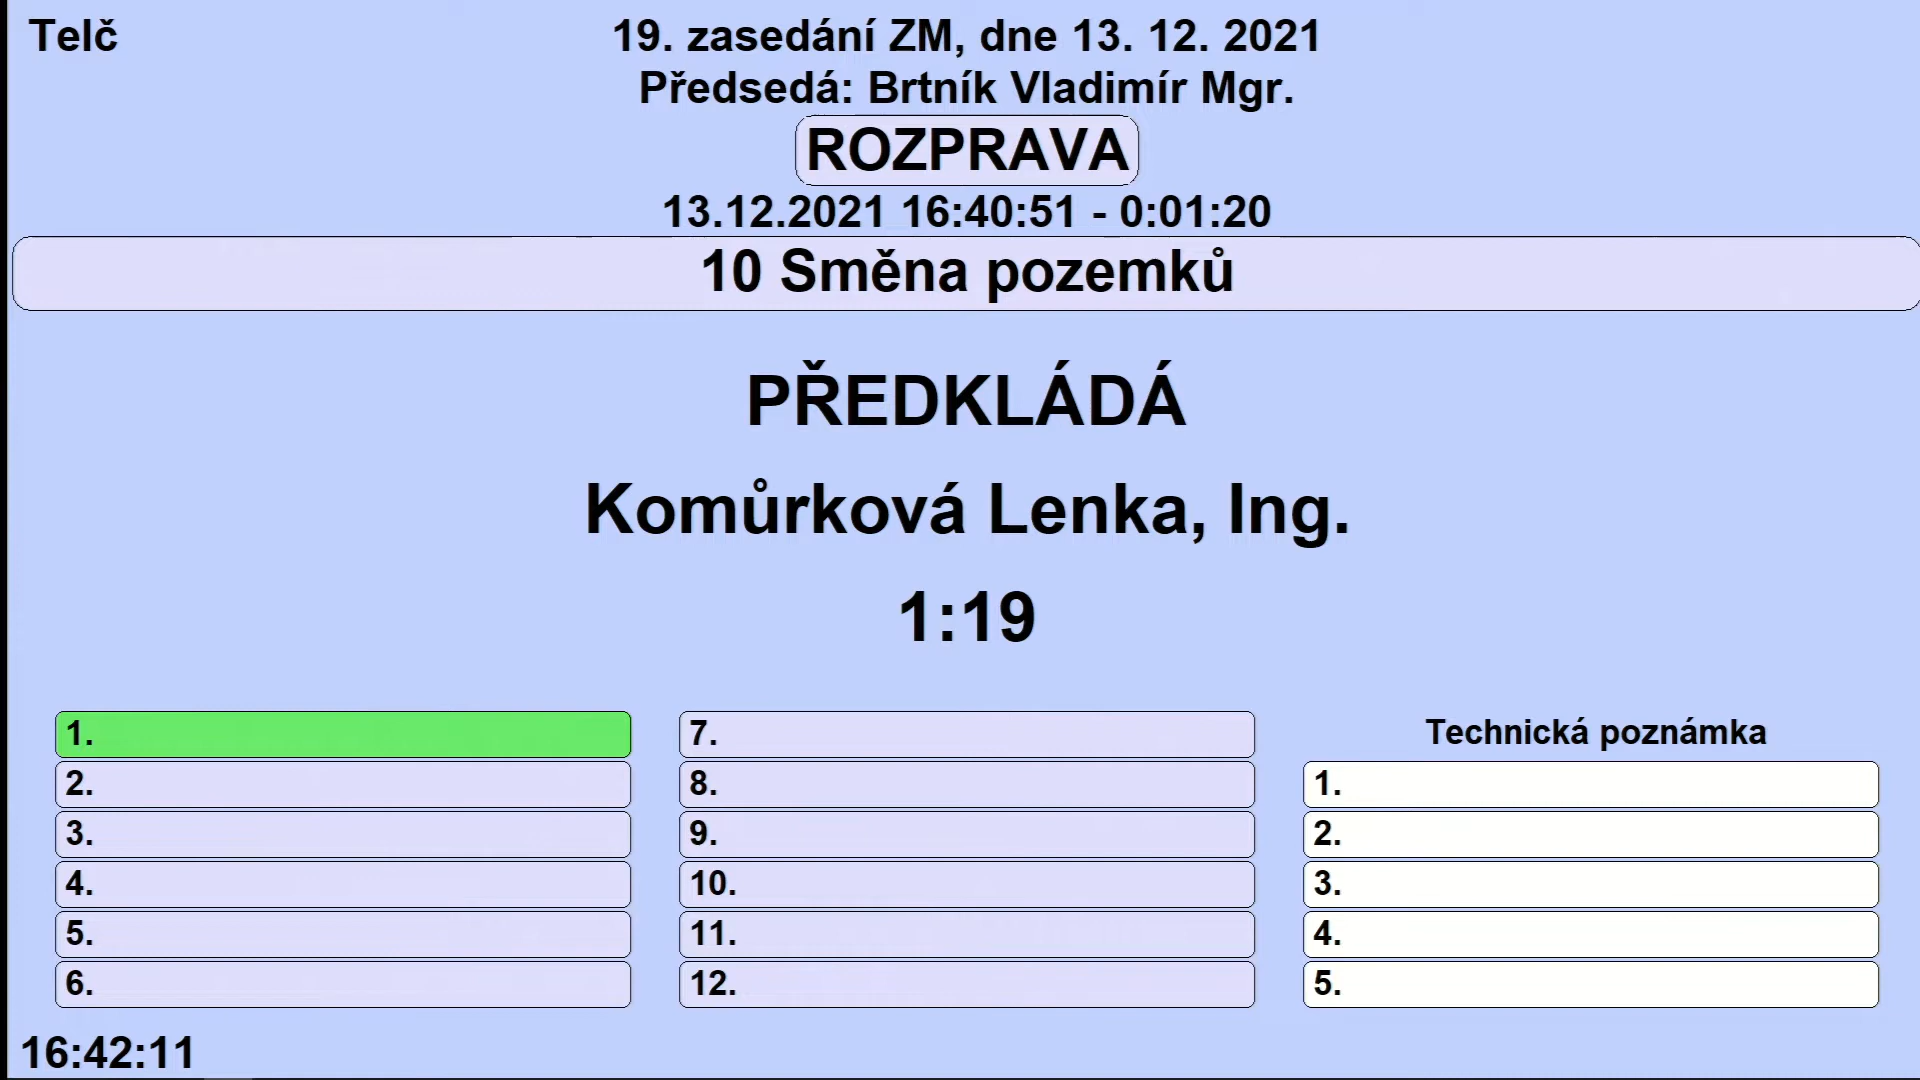 Telč
19. zasedání ZM, dne 13. 12. 2021
Předsedá: Brtník Vladimír Mgr.
ROZPRAVA
13.12.2021 16:40:51 - 0:01:20
10 Směna pozemků
PŘEDKLÁDÁ
Komůrková Lenka, Ing.
1:19
1.
2.
3.
4.
5.
6.
7.
8.
9.
10.
11.
12.
Technická poznámka
1.
2.
3.
4.
5.
16:42:11